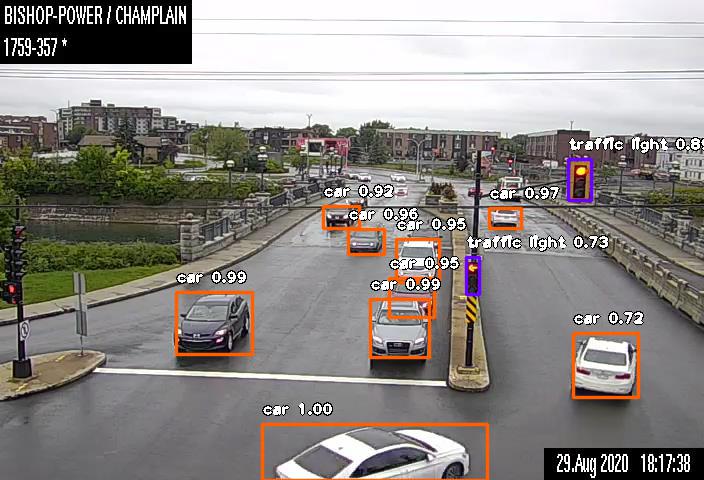 BISHOP-POWER / CHAMPLAIN
1759-357 *
traffic light 0.89
car 0.92
car 0.97
car 0.96
car 0.95
traffic light 0.73
car 0.95
car 0.99
car 0.99
car 0.72
car 1.00
29.Aug 2020 18:17:38